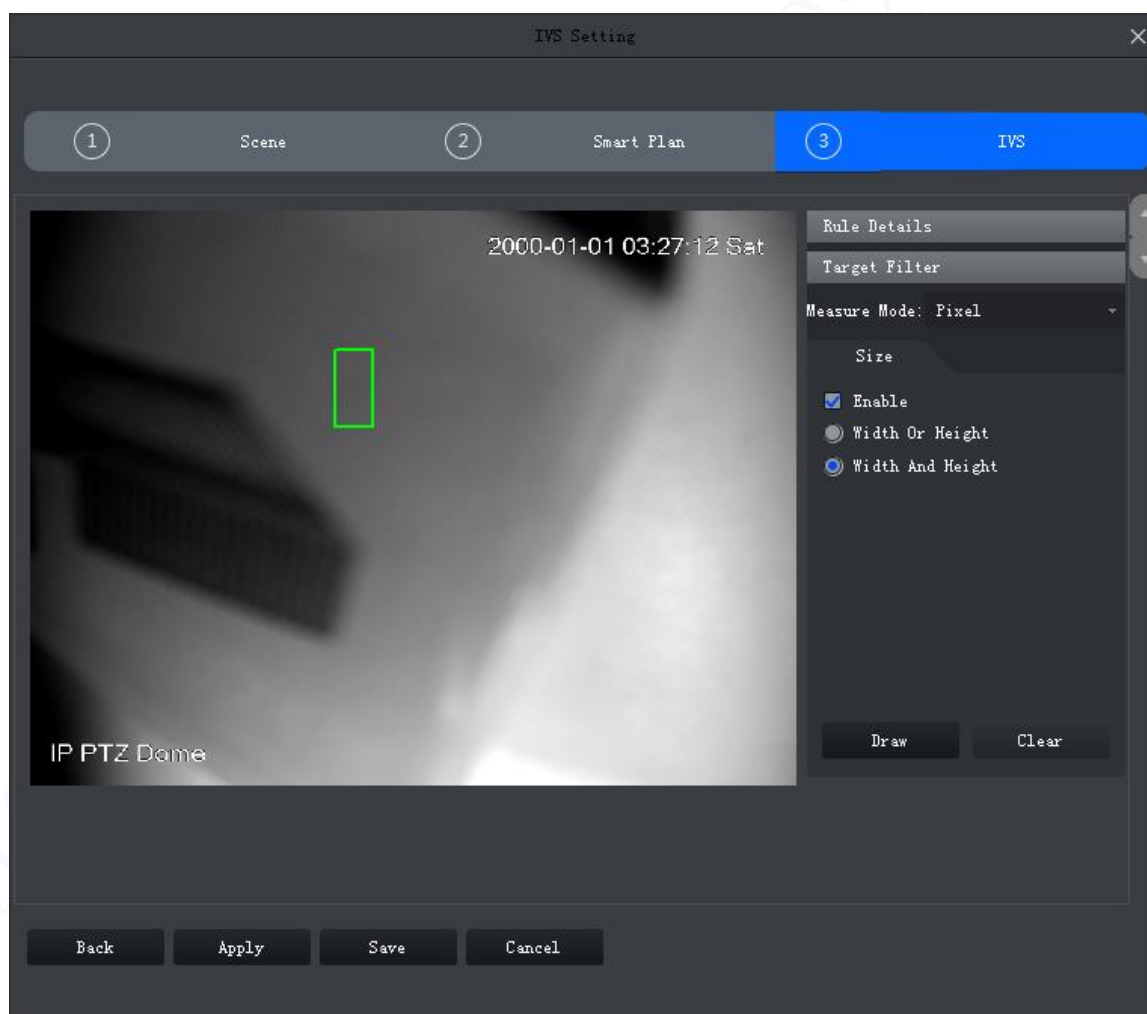 IVS Setting
1 Scene 2 Smart Plan 3 IVS
2000-01-01 03:27:12 Sat
IP PTZ Dome
Rule Details
Target Filter
Measure Mode: Pixel
Size
Enable
Width Or Height
Width And Height
Draw Clear
Back Apply Save Cancel